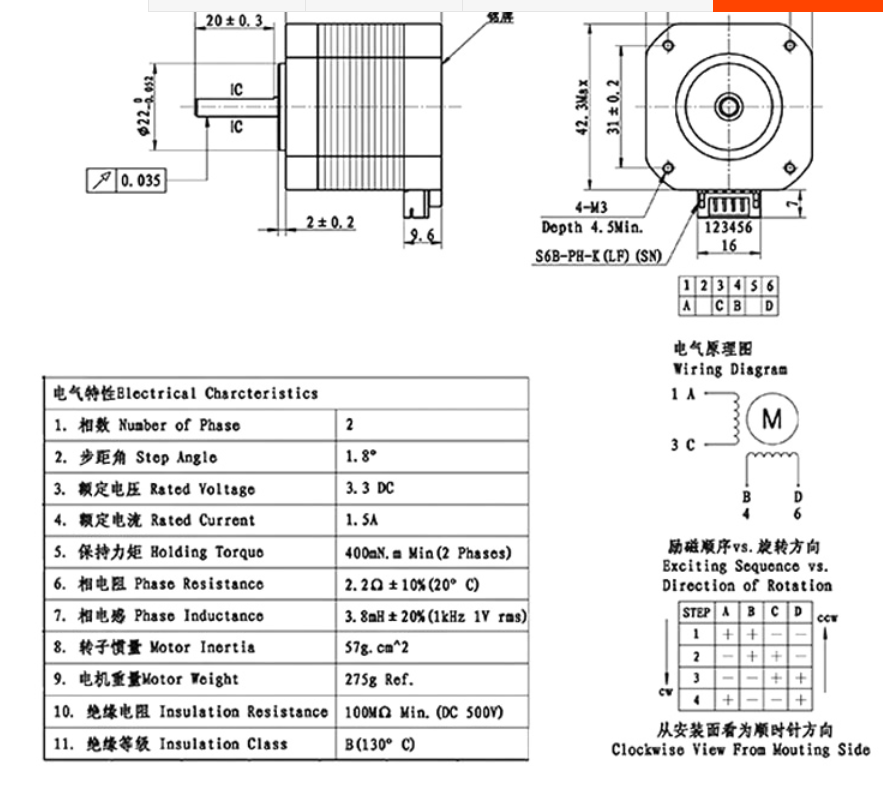 20±0.3
铭牌
IC
IC
Ø22 0 -0.052
0.035
2±0.2
9.6
42.3Max
31±0.2
4-M3
Depth 4.5Min.
S6B-PH-K(LF)(SN)
7
123456
16
1 2 3 4 5 6
A C B D
电气原理图
Wiring Diagram
1 A
3 C
M
B D
4 6
电气特性Electrical Charcteristics
1. 相数 Number of Phase 2
2. 步距角 Step Angle 1.8°
3. 额定电压 Rated Voltage 3.3 DC
4. 额定电流 Rated Current 1.5A
5. 保持力矩 Holding Torque 400mN.m Min(2 Phases)
6. 相电阻 Phase Resistance 2.2Ω±10%(20° C)
7. 相电感 Phase Inductance 3.8mH±20%(1kHz 1V rms)
8. 转子惯量 Motor Inertia 57g.cm^2
9. 电机重量Motor Weight 275g Ref.
10. 绝缘电阻 Insulation Resistance 100MΩ Min.(DC 500V)
11. 绝缘等级 Insulation Class B(130° C)
励磁顺序vs.旋转方向
Exciting Sequence vs.
Direction of Rotation
STEP A B C D
1 + + - -
2 - + + -
3 - - + +
4 + - - +
CCW
CW
从安装面看为顺时针方向
Clockwise View From Mouting Side